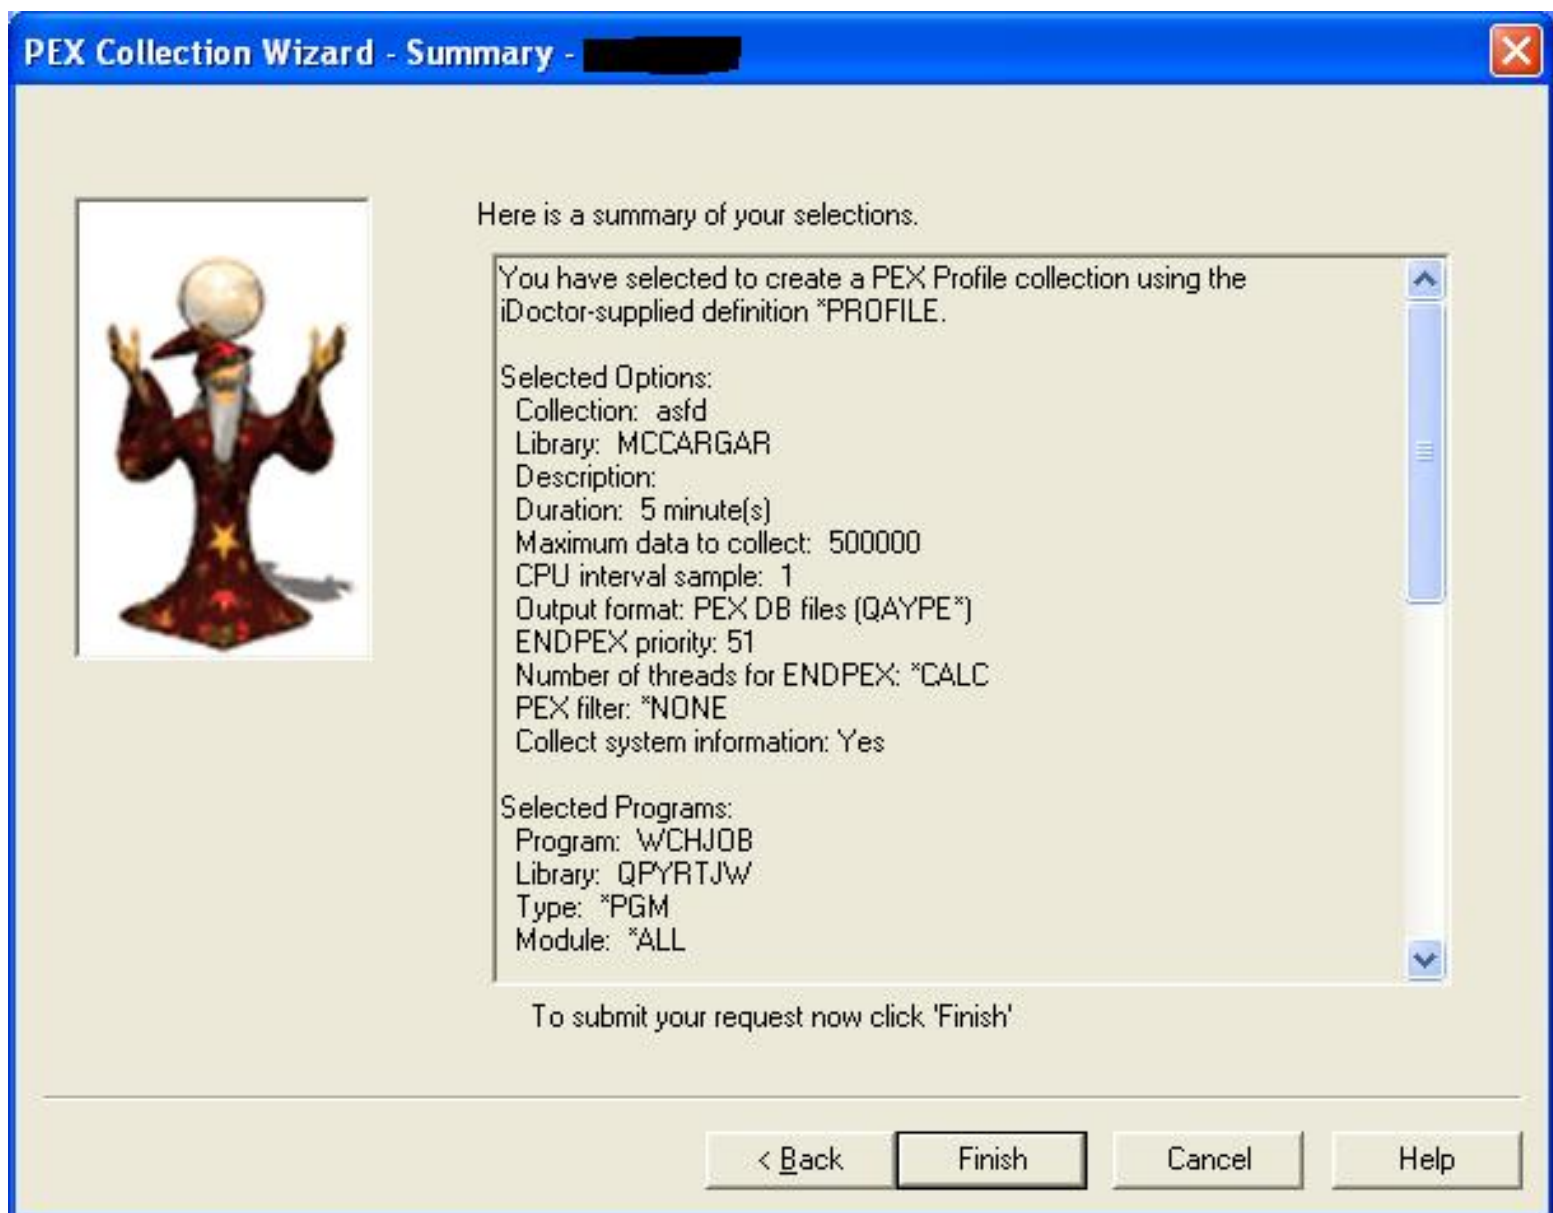 PEX Collection Wizard - Summary -
Here is a summary of your selections.
You have selected to create a PEX Profile collection using the
iDoctor-supplied definition *PROFILE.
Selected Options:
Collection: asfd
Library: MCCARGAR
Description:
Duration: 5 minute(s)
Maximum data to collect: 500000
CPU interval sample: 1
Output format: PEX DB files (QAYPE*)
ENDPEX priority: 51
Number of threads for ENDPEX: *CALC
PEX filter: *NONE
Collect system information: Yes
Selected Programs:
Program: WCHJOB
Library: QPYRTJW
Type: *PGM
Module: *ALL
To submit your request now click 'Finish'
< Back
Finish
Cancel
Help